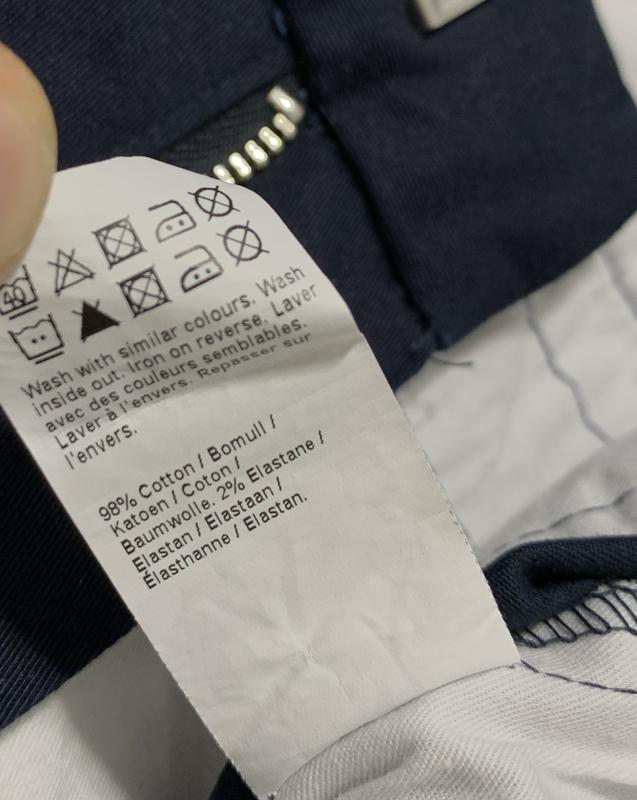 40
Wash with similar colours. Wash
inside out. Iron on reverse. Laver
avec des couleurs semblables.
Laver à l'envers. Repasser sur
l'envers.
98% Cotton / Bomull /
Katoen / Coton /
Baumwolle. 2% Elastane /
Elastan / Elastaan /
Élasthanne / Elastan.